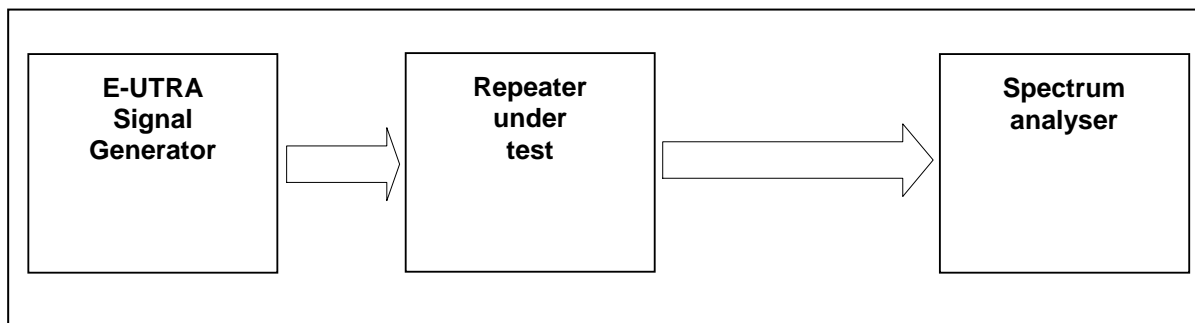 E-UTRA
Signal
Generator
Repeater
under
test
Spectrum
analyser